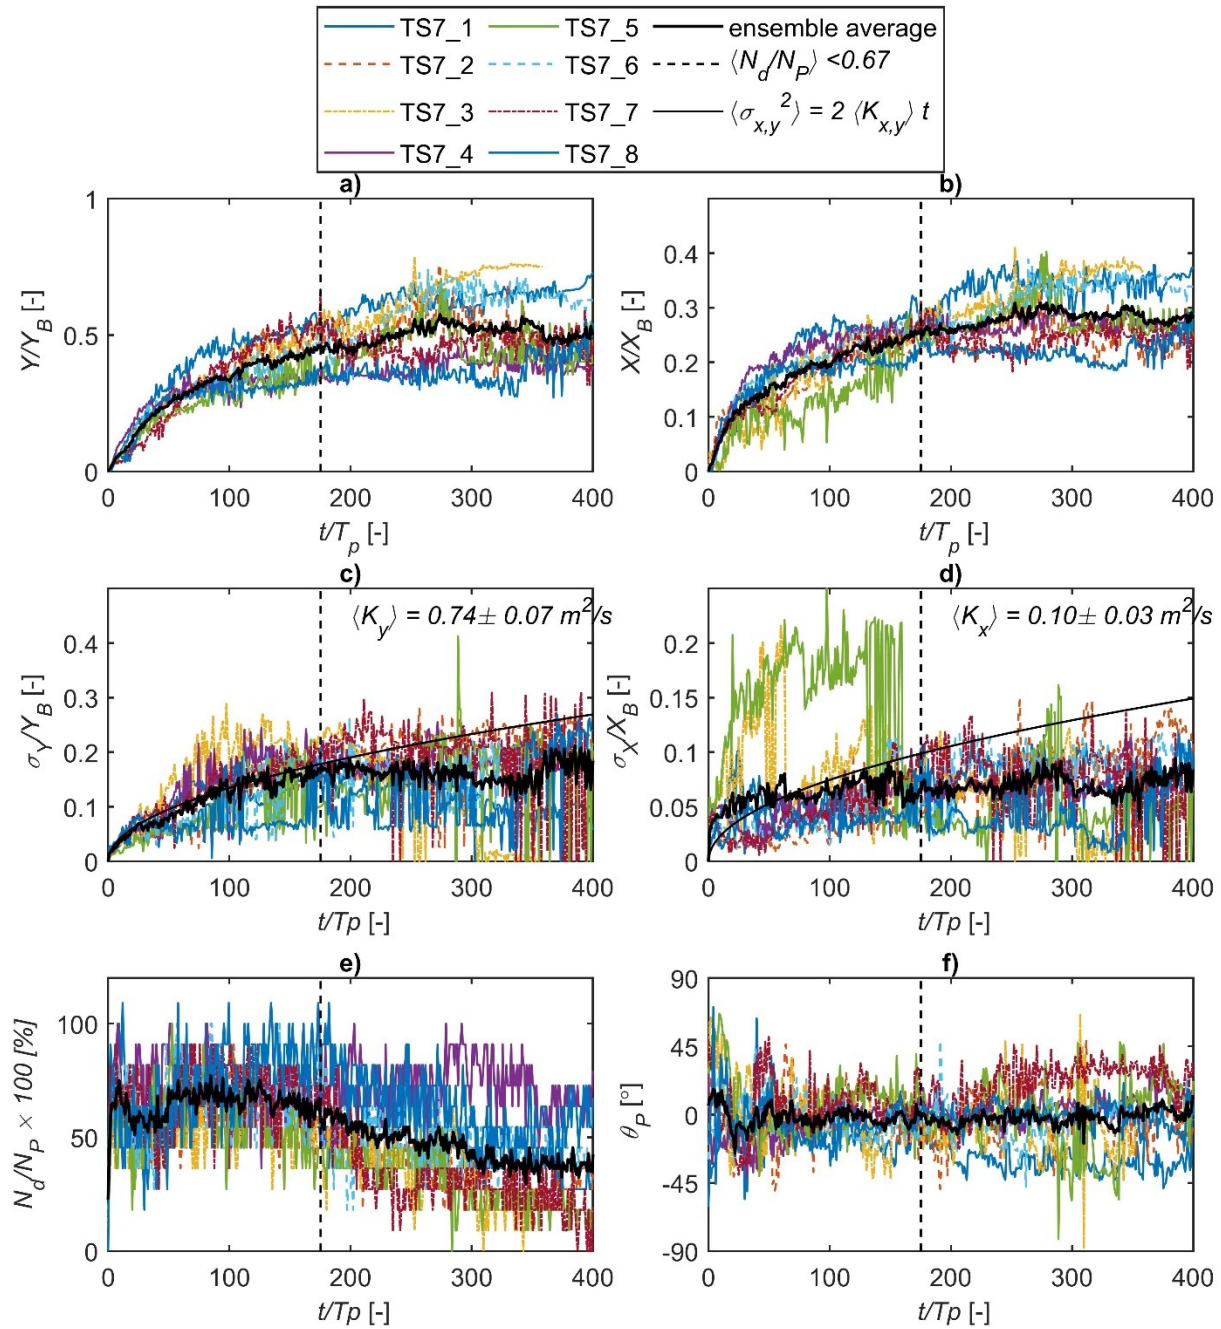 TS7_1 TS7_5 ensemble average
TS7_2 TS7_6 ⟨N_d/N_P⟩ <0.67
TS7_3 TS7_7 ⟨σ_{x,y}^2⟩ = 2 ⟨K_{x,y}⟩ t
TS7_4 TS7_8
a)
1
0.5
0
Y/Y_B [-]
0 100 200 300 400
t/T_p [-]
b)
0.4
0.3
0.2
0.1
0
X/X_B [-]
0 100 200 300 400
t/T_p [-]
c)
⟨K_y⟩ = 0.74± 0.07 m^2/s
0.4
0.3
0.2
0.1
0
σ_Y/Y_B [-]
0 100 200 300 400
t/Tp [-]
d)
⟨K_x⟩ = 0.10± 0.03 m^2/s
0.2
0.15
0.1
0.05
0
σ_X/X_B [-]
0 100 200 300 400
t/Tp [-]
e)
100
50
0
N_d/N_P × 100 [%]
0 100 200 300 400
t/Tp [-]
f)
90
45
0
-45
-90
θ_P [°]
0 100 200 300 400
t/Tp [-]